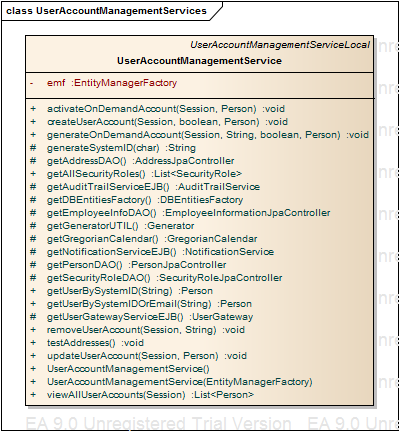 class UserAccountManagementServices
UserAccountManagementServiceLocal
UserAccountManagementService
- emf :EntityManagerFactory
+ activateOnDemandAccount(Session, Person) :void
+ createUserAccount(Session, boolean, Person) :void
+ generateOnDemandAccount(Session, String, boolean, Person) :void
# generateSystemID(char) :String
# getAddressDAO() :AddressJpaController
+ getAllSecurityRoles() :List<SecurityRole>
# getAuditTrailServiceEJB() :AuditTrailService
# getDBEntitiesFactory() :DBEntitiesFactory
# getEmployeeInfoDAO() :EmployeeInformationJpaController
# getGeneratorUTIL() :Generator
# getGregorianCalendar() :GregorianCalendar
# getNotificationServiceEJB() :NotificationService
# getPersonDAO() :PersonJpaController
# getSecurityRoleDAO() :SecurityRoleJpaController
+ getUserBySystemID(String) :Person
+ getUserBySystemIDOrEmail(String) :Person
# getUserGatewayServiceEJB() :UserGateway
+ removeUserAccount(Session, String) :void
+ testAddresses() :void
+ updateUserAccount(Session, Person) :void
+ UserAccountManagementService()
+ UserAccountManagementService(EntityManagerFactory)
+ viewAllUserAccounts(Session) :List<Person>
EA 9.0 Unregistered Trial Version EA 9.0 Unregistered